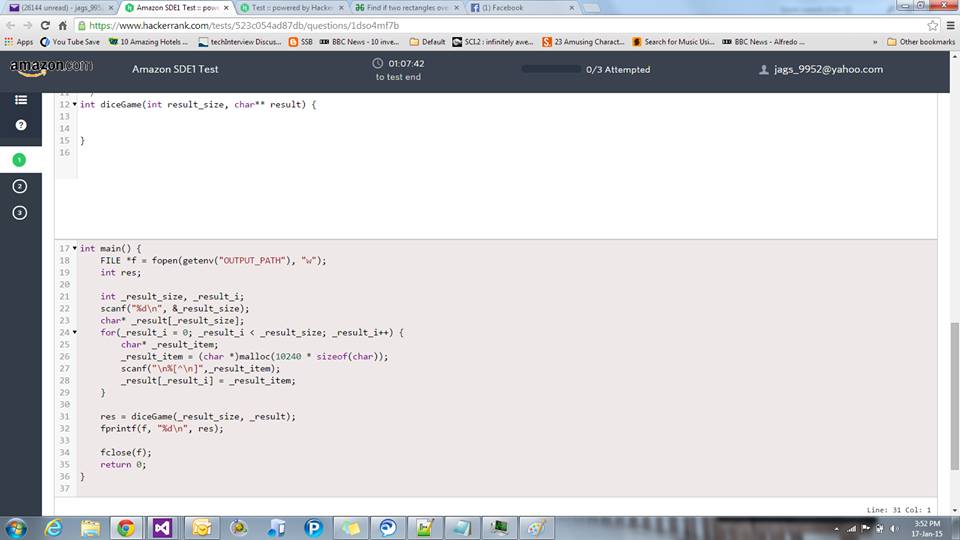 (26144 unread) - jags_995
Amazon SDE1 Test :: pow
Test :: powered by Hacker
Find if two rectangles ove
(1) Facebook
https://www.hackerrank.com/tests/523c054ad87db/questions/1dso4mf7b
Apps You Tube Save 10 Amazing Hotels - techInterview Discus... SSB BBC News - 10 inve... Default SCL2 : infinitely awe... 23 Amusing Charact... Search for Music Usi... BBC News - Alfredo ... » Other bookmarks
amazon.com Amazon SDE1 Test 01:07:42 0/3 Attempted jags_9952@yahoo.com
to test end
11
12 int diceGame(int result_size, char** result) {
13
14
15 }
16
1
2
3
17 int main() {
18 FILE *f = fopen(getenv("OUTPUT_PATH"), "w");
19 int res;
20
21 int _result_size, _result_i;
22 scanf("%d\n", &_result_size);
23 char* _result[_result_size];
24 for(_result_i = 0; _result_i < _result_size; _result_i++) {
25 char* _result_item;
26 _result_item = (char *)malloc(10240 * sizeof(char));
27 scanf("\n%[^\n]",_result_item);
28 _result[_result_i] = _result_item;
29 }
30
31 res = diceGame(_result_size, _result);
32 fprintf(f, "%d\n", res);
33
34 fclose(f);
35 return 0;
36 }
37
Line: 31 Col: 1
3:52 PM
17-Jan-15